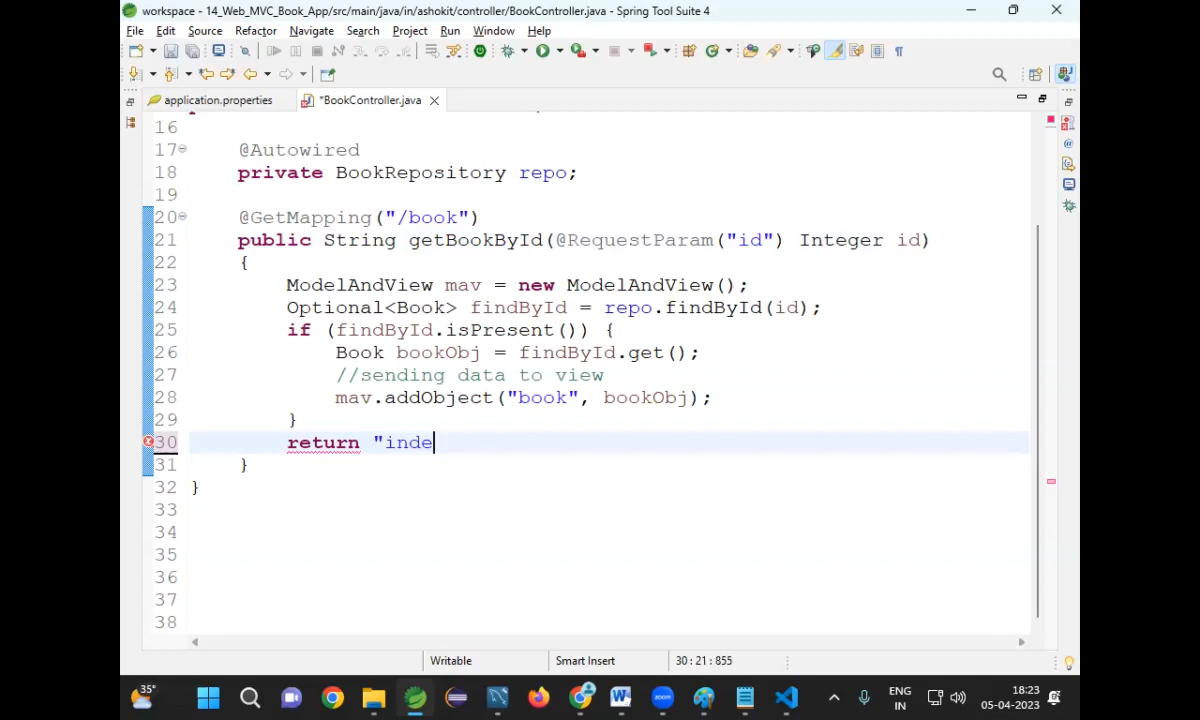 workspace - 14_Web_MVC_Book_App/src/main/java/in/ashokit/controller/BookController.java - Spring Tool Suite 4
File Edit Source Refactor Navigate Search Project Run Window Help
application.properties *BookController.java
16
17 @Autowired
18 private BookRepository repo;
19
20 @GetMapping("/book")
21 public String getBookById(@RequestParam("id") Integer id)
22 {
23 ModelAndView mav = new ModelAndView();
24 Optional<Book> findById = repo.findById(id);
25 if (findById.isPresent()) {
26 Book bookObj = findById.get();
27 //sending data to view
28 mav.addObject("book", bookObj);
29 }
30 return "inde
31 }
32 }
33
34
35
36
37
38
Writable Smart Insert 30 : 21 : 855
35° zoom ENG IN 18:23 05-04-2023